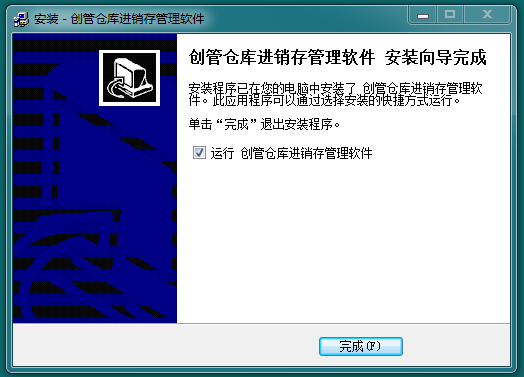 安装 - 创管仓库进销存管理软件
创管仓库进销存管理软件 安装向导完成
安装程序已在您的电脑中安装了 创管仓库进销存管理软
件。此应用程序可以通过选择安装的快捷方式运行。
单击“完成”退出安装程序。
运行 创管仓库进销存管理软件
完成(F)